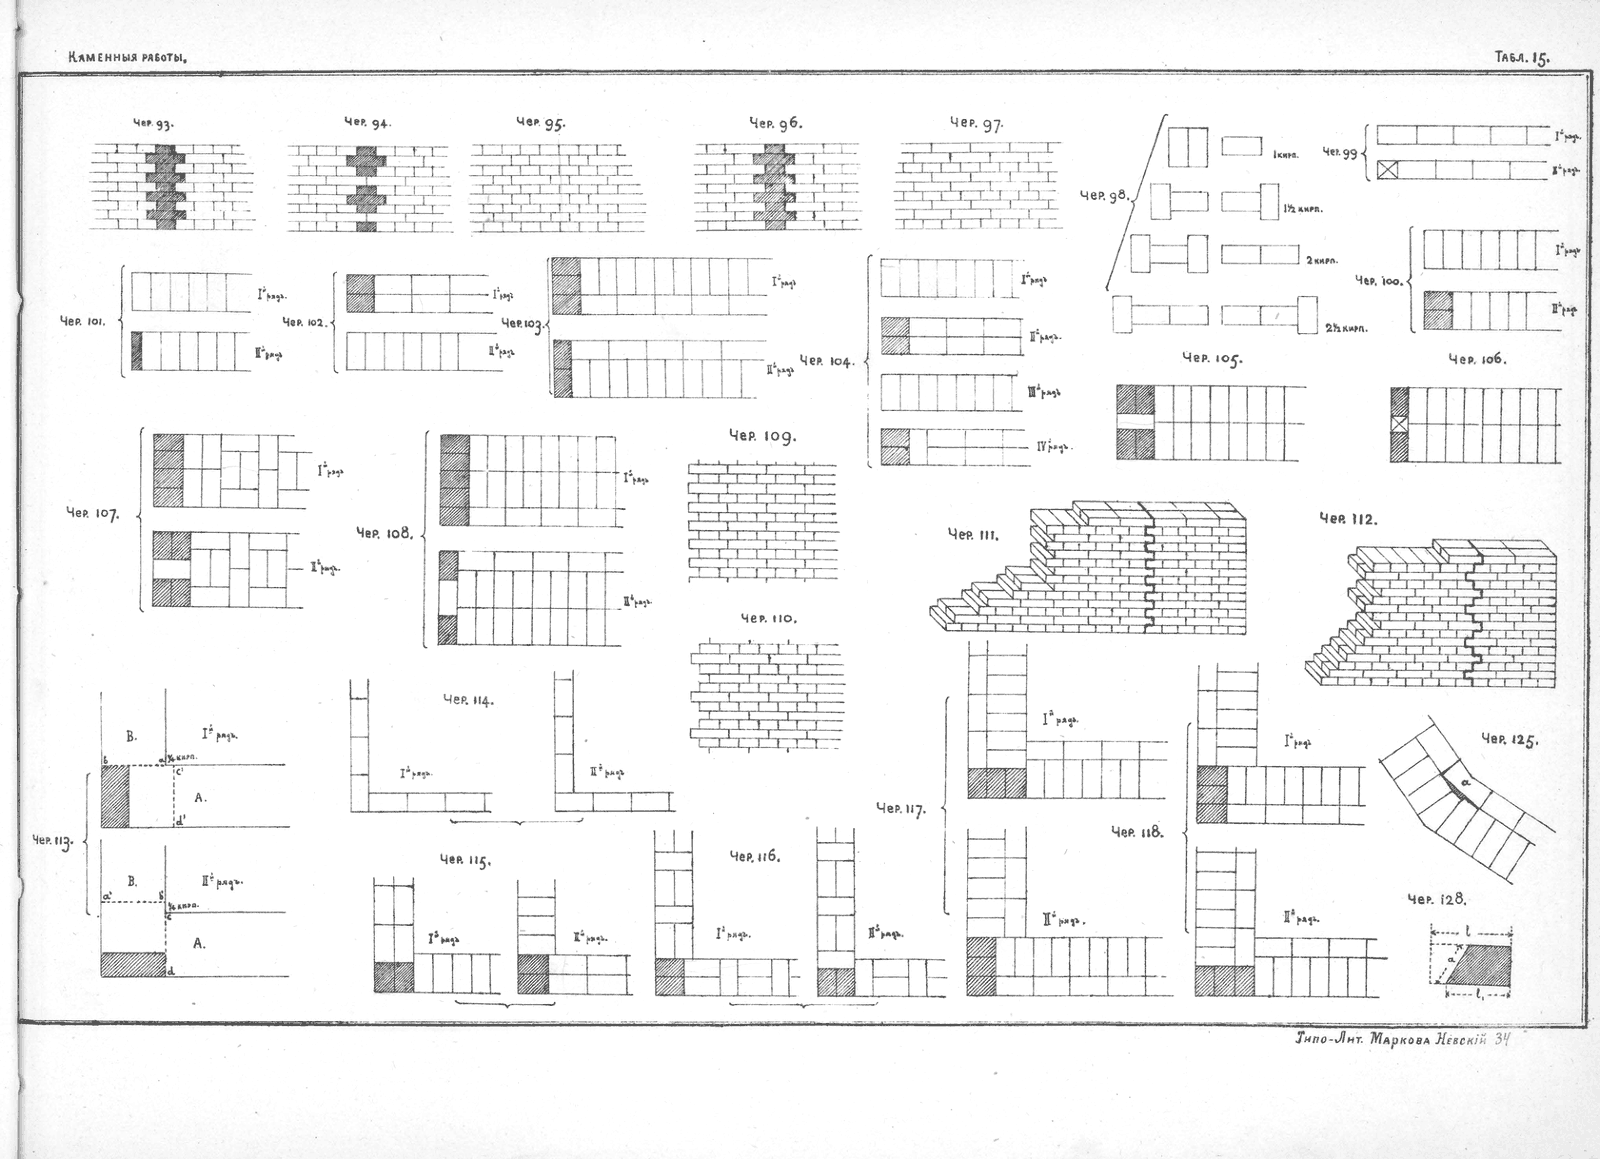 Каменныя работы.
Табл. 15.
Чер. 93.
Чер. 94.
Чер. 95.
Чер. 96.
Чер. 97.
Чер. 98.
1 кирп.
1½ кирп.
2 кирп.
2½ кирп.
Чер. 99
Iй рядъ.
IIй рядъ.
Чер. 100.
Iй рядъ
IIй рядъ
Чер. 101.
Iй рядъ.
IIй рядъ
Чер. 102.
Iй рядъ
IIй рядъ
Чер. 103.
Iй рядъ
IIй рядъ
Чер. 104.
Iй рядъ
IIй рядъ.
IIIй рядъ
IVй рядъ.
Чер. 105.
Чер. 106.
Чер. 107.
Iй рядъ
IIй рядъ.
Чер. 108.
Iй рядъ
IIй рядъ.
Чер. 109.
Чер. 110.
Чер. 111.
Чер. 112.
Чер. 113.
B.
Iй рядъ.
b
a
¾ кирп.
c'
A.
d'
B.
IIй рядъ.
a'
b'
¾ кирп.
c
A.
d
Чер. 114.
Iй рядъ.
IIй рядъ
Чер. 115.
Iй рядъ
IIй рядъ.
Чер. 116.
Iй рядъ.
IIй рядъ.
Чер. 117.
Iй рядъ.
IIй рядъ.
Чер. 118.
Iй рядъ
IIй рядъ.
Чер. 125.
a
Чер. 128.
l
a
l₁
Типо-Лит. Маркова Невскій 34